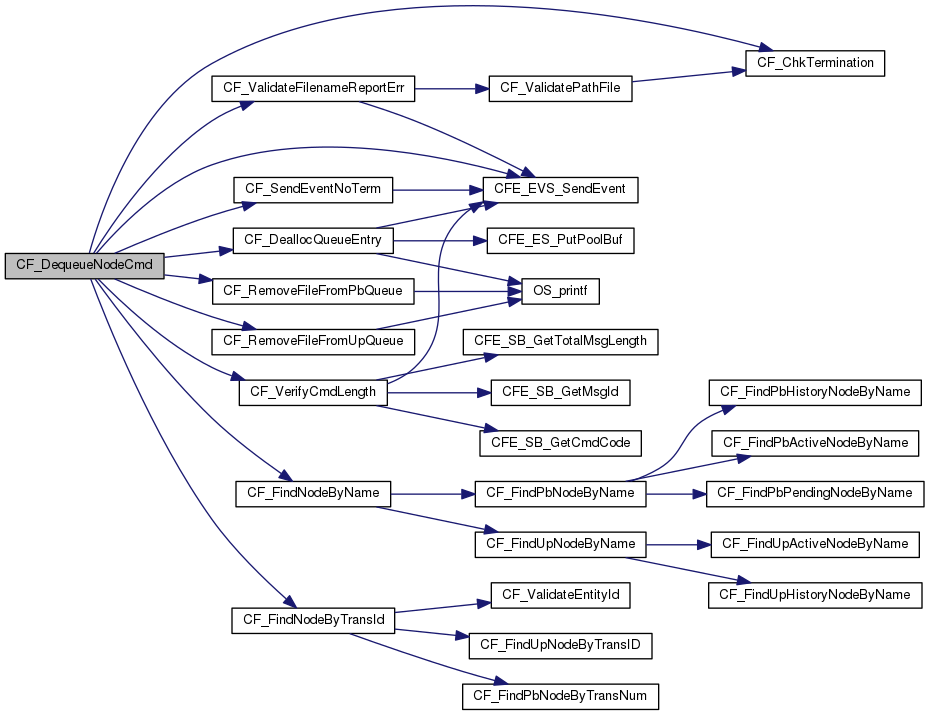 CF_ChkTermination
CF_ValidateFilenameReportErr
CF_ValidatePathFile
CF_SendEventNoTerm
CFE_EVS_SendEvent
CF_DeallocQueueEntry
CFE_ES_PutPoolBuf
CF_DequeueNodeCmd
CF_RemoveFileFromPbQueue
OS_printf
CF_RemoveFileFromUpQueue
CFE_SB_GetTotalMsgLength
CF_VerifyCmdLength
CFE_SB_GetMsgId
CF_FindPbHistoryNodeByName
CFE_SB_GetCmdCode
CF_FindPbActiveNodeByName
CF_FindNodeByName
CF_FindPbNodeByName
CF_FindPbPendingNodeByName
CF_FindUpNodeByName
CF_FindUpActiveNodeByName
CF_ValidateEntityId
CF_FindUpHistoryNodeByName
CF_FindNodeByTransId
CF_FindUpNodeByTransID
CF_FindPbNodeByTransNum